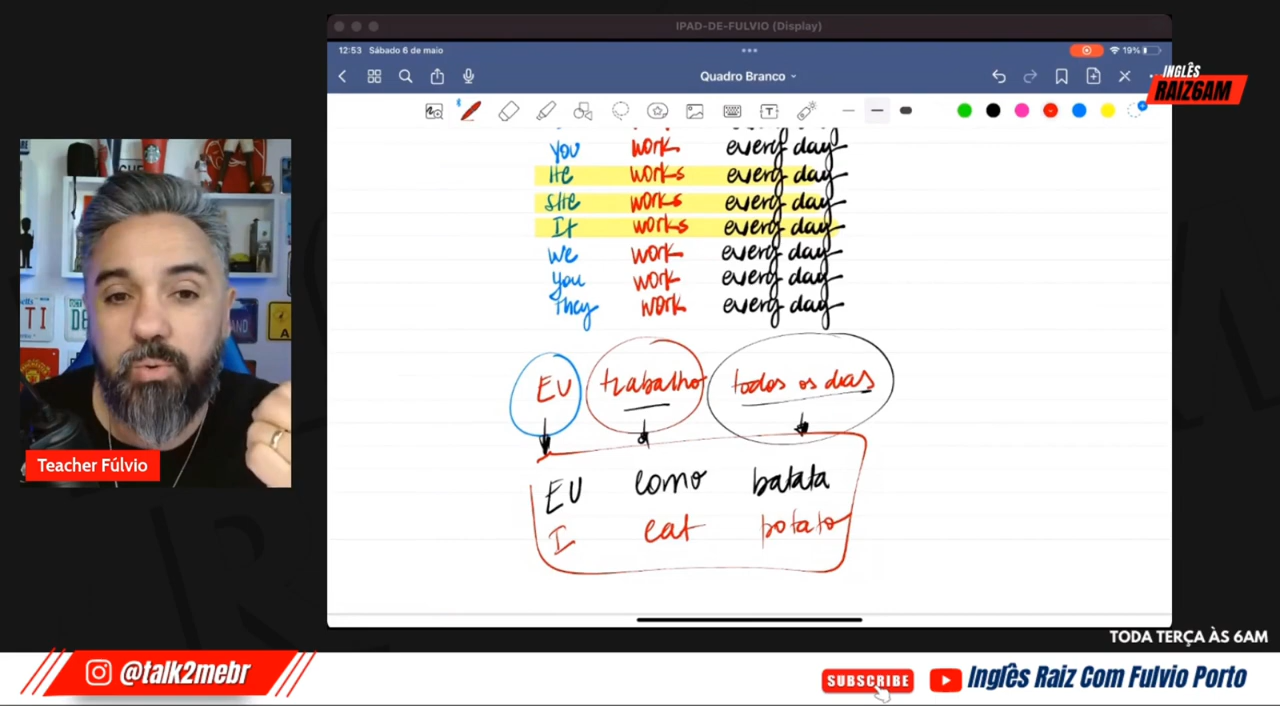 IPAD-DE-FULVIO (Display)
12:53 Sábado 6 de maio
19%
Quadro Branco
INGLÊS
RAIZ6AM
You work every day
He works every day
SHE works every day
It works every day
We work every day
You work every day
They work every day
EU trabalho todos os dias
EU como batata
I eat potato
Teacher Fúlvio
TODA TERÇA ÀS 6AM
@talk2mebr
SUBSCRIBE
Inglês Raiz Com Fulvio Porto